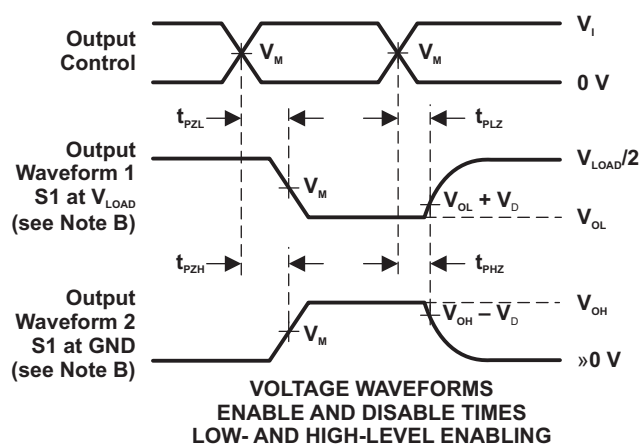 Output
Control
V_M
V_M
V_I
0 V
t_PZL
t_PLZ
Output
Waveform 1
S1 at V_LOAD
(see Note B)
V_M
V_LOAD/2
V_OL + V_D
V_OL
t_PZH
t_PHZ
Output
Waveform 2
S1 at GND
(see Note B)
V_M
V_OH
V_OH – V_D
»0 V
VOLTAGE WAVEFORMS
ENABLE AND DISABLE TIMES
LOW- AND HIGH-LEVEL ENABLING